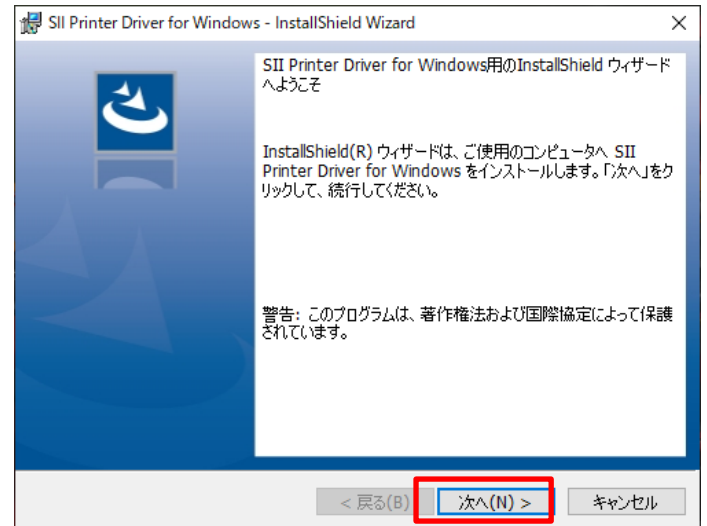 SII Printer Driver for Windows - InstallShield Wizard
SII Printer Driver for Windows用のInstallShield ウィザード
へようこそ
InstallShield(R) ウィザードは、ご使用のコンピュータへ SII
Printer Driver for Windows をインストールします。「次へ」をク
リックして、続行してください。
警告: このプログラムは、著作権法および国際協定によって保護
されています。
< 戻る(B)
次へ(N) >
キャンセル